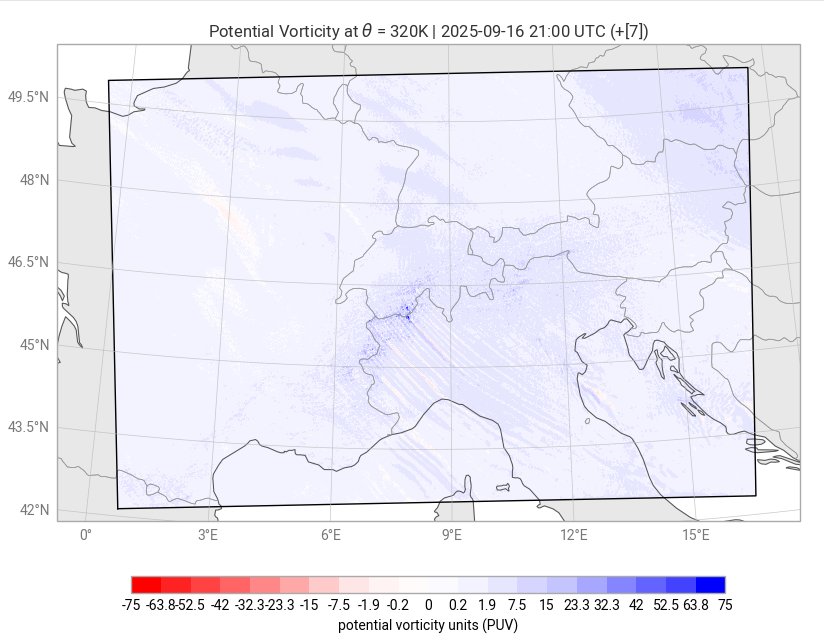 Potential Vorticity at θ = 320K | 2025-09-16 21:00 UTC (+[7])
49.5°N
48°N
46.5°N
45°N
43.5°N
42°N
0° 3°E 6°E 9°E 12°E 15°E
-75 -63.8 -52.5 -42 -32.3 -23.3 -15 -7.5 -1.9 -0.2 0 0.2 1.9 7.5 15 23.3 32.3 42 52.5 63.8 75
potential vorticity units (PUV)